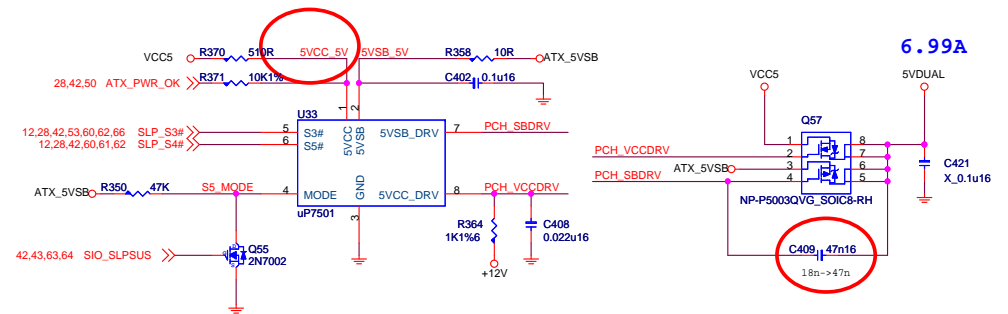 6.99A
VCC5 R370 510R 5VCC_5V 5VSB_5V R358 10R ATX_5VSB
28,42,50 ATX_PWR_OK R371 10K1% C402 0.1u16
1 2
U33
12,28,42,53,60,62,66 SLP_S3# 5 S3# 5VCC 5VSB 5VSB_DRV 7 PCH_SBDRV
12,28,42,60,61,62 SLP_S4# 6 S5#
ATX_5VSB R350 47K S5_MODE 4 MODE GND 5VCC_DRV 8 PCH_VCCDRV
uP7501 3
R364 C408
1K1%6 0.022u16
+12V
42,43,63,64 SIO_SLPSUS Q55
2N7002
VCC5 5VDUAL
Q57
1 8
PCH_VCCDRV 2 7
ATX_5VSB 3 6
PCH_SBDRV 4 5
C421
X_0.1u16
NP-P5003QVG_SOIC8-RH
C409 47n16
18n->47n